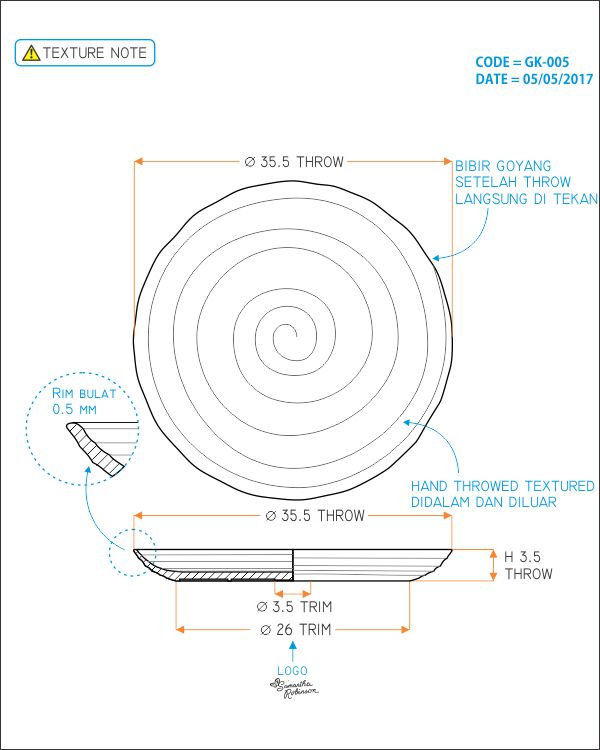 TEXTURE NOTE
CODE = GK-005
DATE = 05/05/2017
Ø 35.5 THROW
BIBIR GOYANG
SETELAH THROW
LANGSUNG DI TEKAN
RIM BULAT
0.5 MM
HAND THROWED TEXTURED
DIDALAM DAN DILUAR
Ø 35.5 THROW
H 3.5
THROW
Ø 3.5 TRIM
Ø 26 TRIM
LOGO
Samantha
Robinson